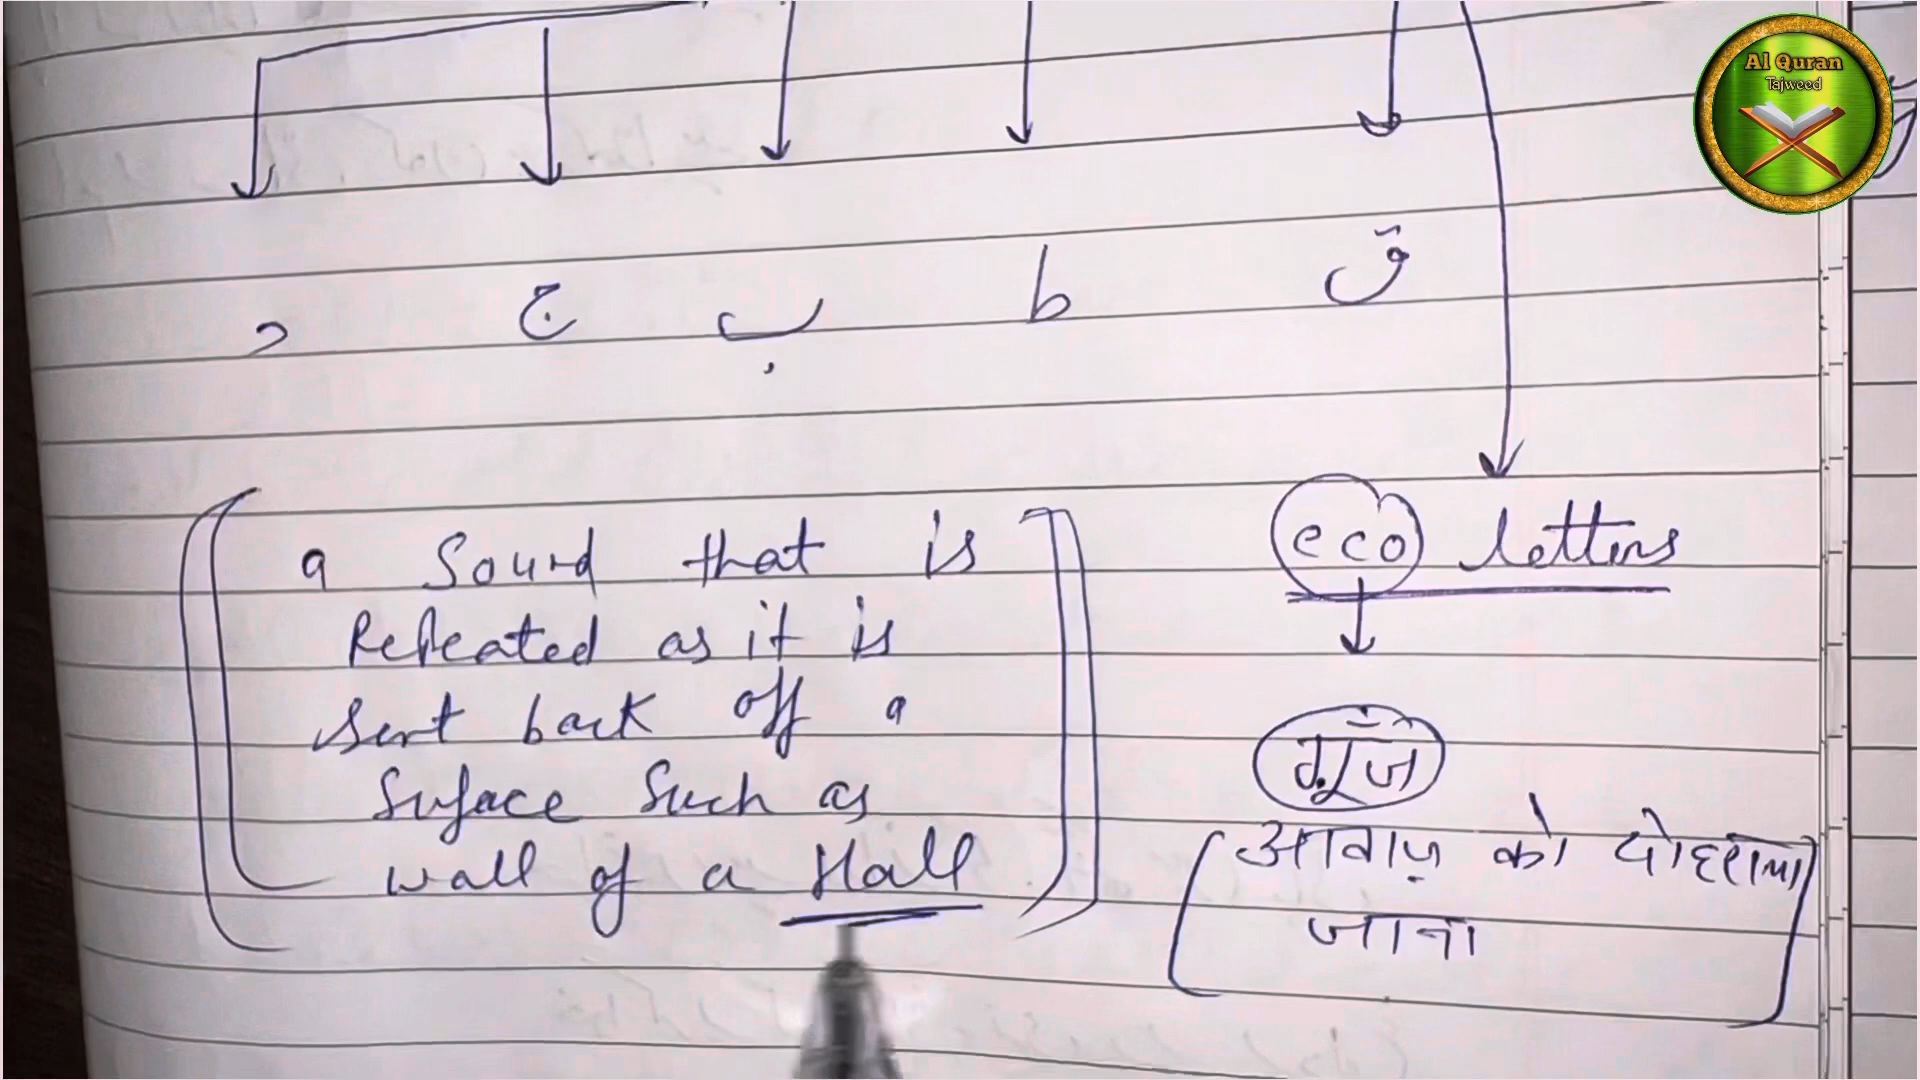 Al Quran
Tajweed
ق ط ب ج د
eco letters
a sound that is
Repeated as it is
sent back off a
Suface Such as
wall of a Hall
गूँज
आवाज़ को दोहराया
जाना